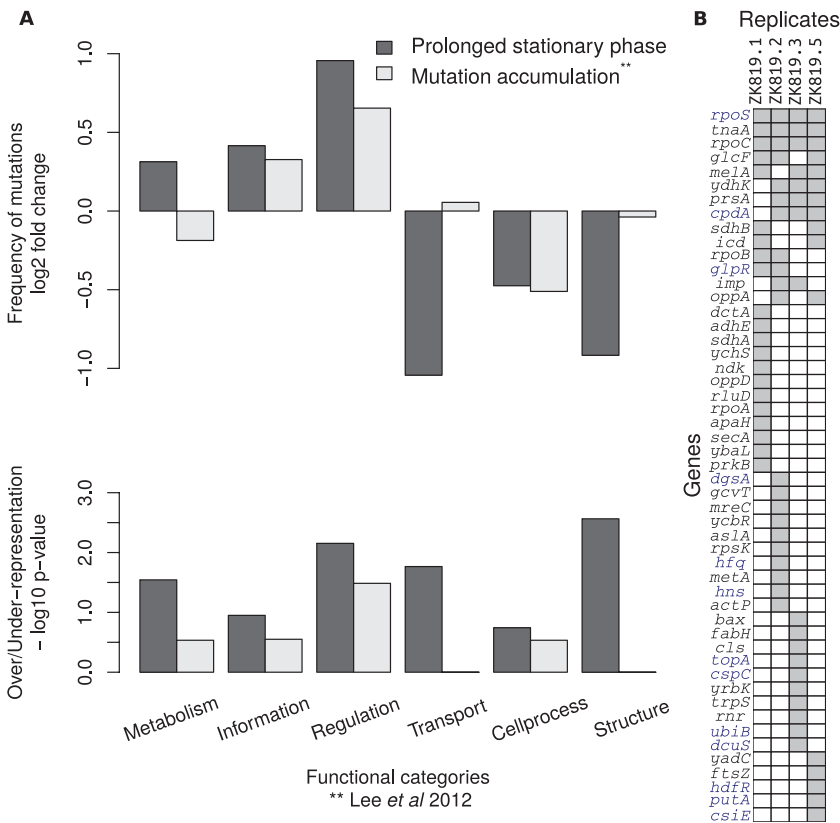 A
Prolonged stationary phase
Mutation accumulation**
Frequency of mutations
log2 fold change
1.0
0.5
0.0
−0.5
−1.0
Over/Under−representation
− log10 p−value
3.0
2.0
1.0
0.0
Metabolism
Information
Regulation
Transport
Cellprocess
Structure
Functional categories
** Lee et al 2012
B
Replicates
ZK819.1
ZK819.2
ZK819.3
ZK819.5
Genes
rpoS
tnaA
rpoC
glcF
melA
ydhK
prsA
cpdA
sdhB
icd
rpoB
glpR
imp
oppA
dctA
adhE
sdhA
ychS
ndk
oppD
rluD
rpoA
apaH
secA
ybaL
prkB
dgsA
gcvT
mreC
ycbR
aslA
rpsK
hfq
metA
hns
actP
bax
fabH
cls
topA
cspC
yrbK
trpS
rnr
ubiB
dcuS
yadC
ftsZ
hdfR
putA
csiE